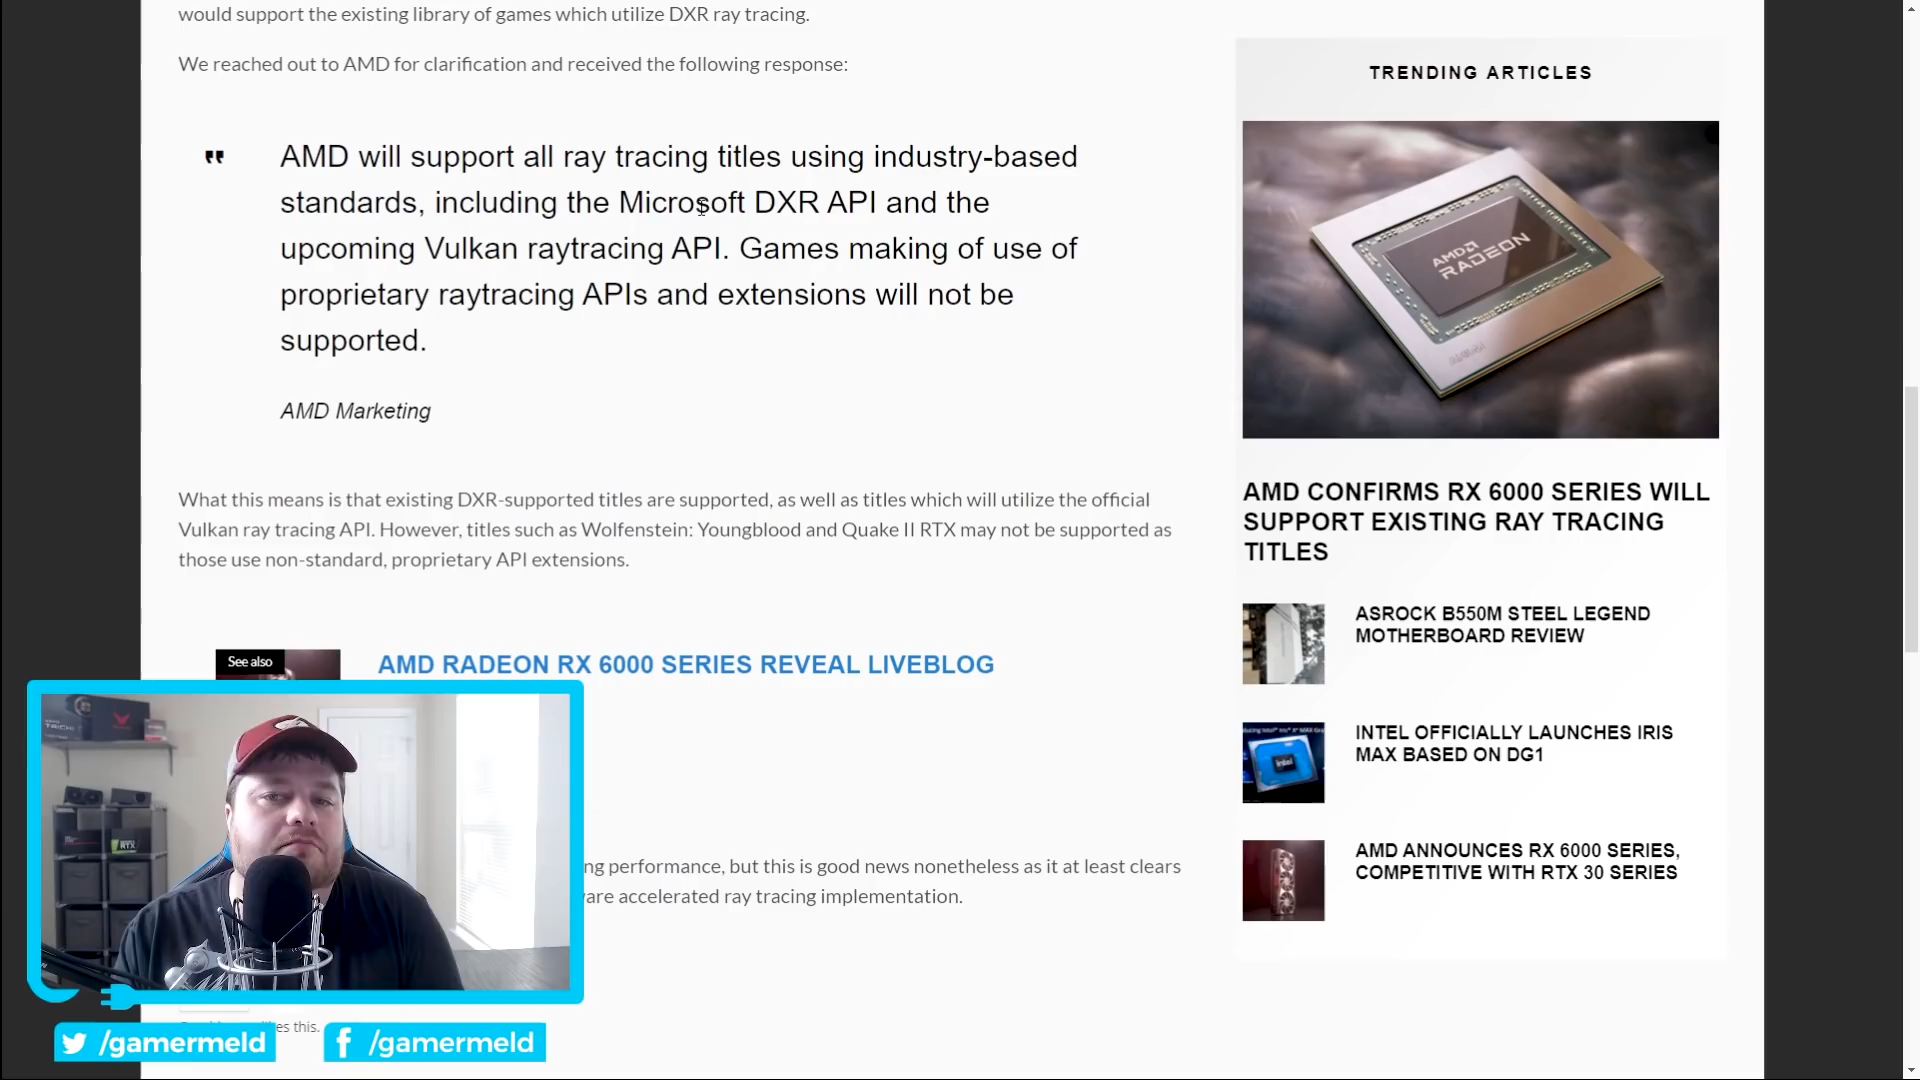 would support the existing library of games which utilize DXR ray tracing.
We reached out to AMD for clarification and received the following response:
" AMD will support all ray tracing titles using industry-based
standards, including the Microsoft DXR API and the
upcoming Vulkan raytracing API. Games making of use of
proprietary raytracing APIs and extensions will not be
supported.
AMD Marketing
What this means is that existing DXR-supported titles are supported, as well as titles which will utilize the official
Vulkan ray tracing API. However, titles such as Wolfenstein: Youngblood and Quake II RTX may not be supported as
those use non-standard, proprietary API extensions.
See also
AMD RADEON RX 6000 SERIES REVEAL LIVEBLOG
performance, but this is good news nonetheless as it at least clears
accelerated ray tracing implementation.
this.
/gamermeld
/gamermeld
TRENDING ARTICLES
AMD
RADEON
AMD CONFIRMS RX 6000 SERIES WILL
SUPPORT EXISTING RAY TRACING
TITLES
ASROCK B550M STEEL LEGEND
MOTHERBOARD REVIEW
intel
INTEL OFFICIALLY LAUNCHES IRIS
MAX BASED ON DG1
AMD ANNOUNCES RX 6000 SERIES,
COMPETITIVE WITH RTX 30 SERIES